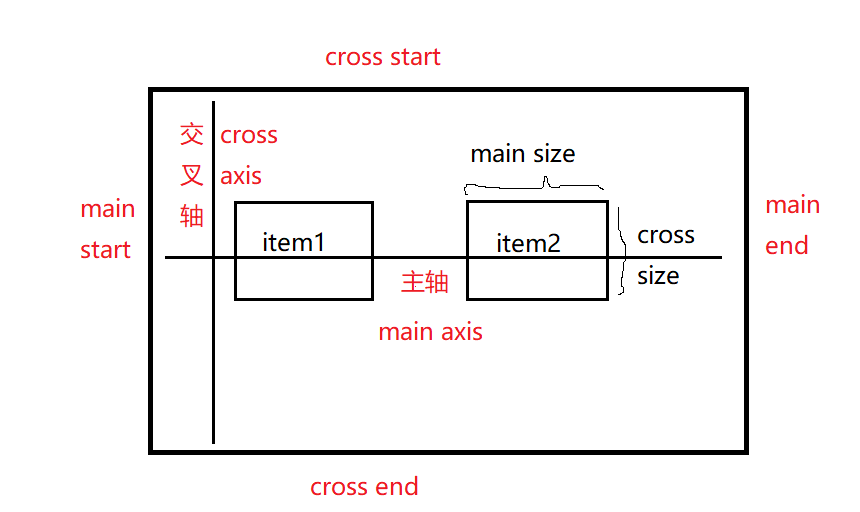 cross start
交 cross
叉 axis
轴
main size
main
start
item1
item2
cross
size
main
end
主轴
main axis
cross end